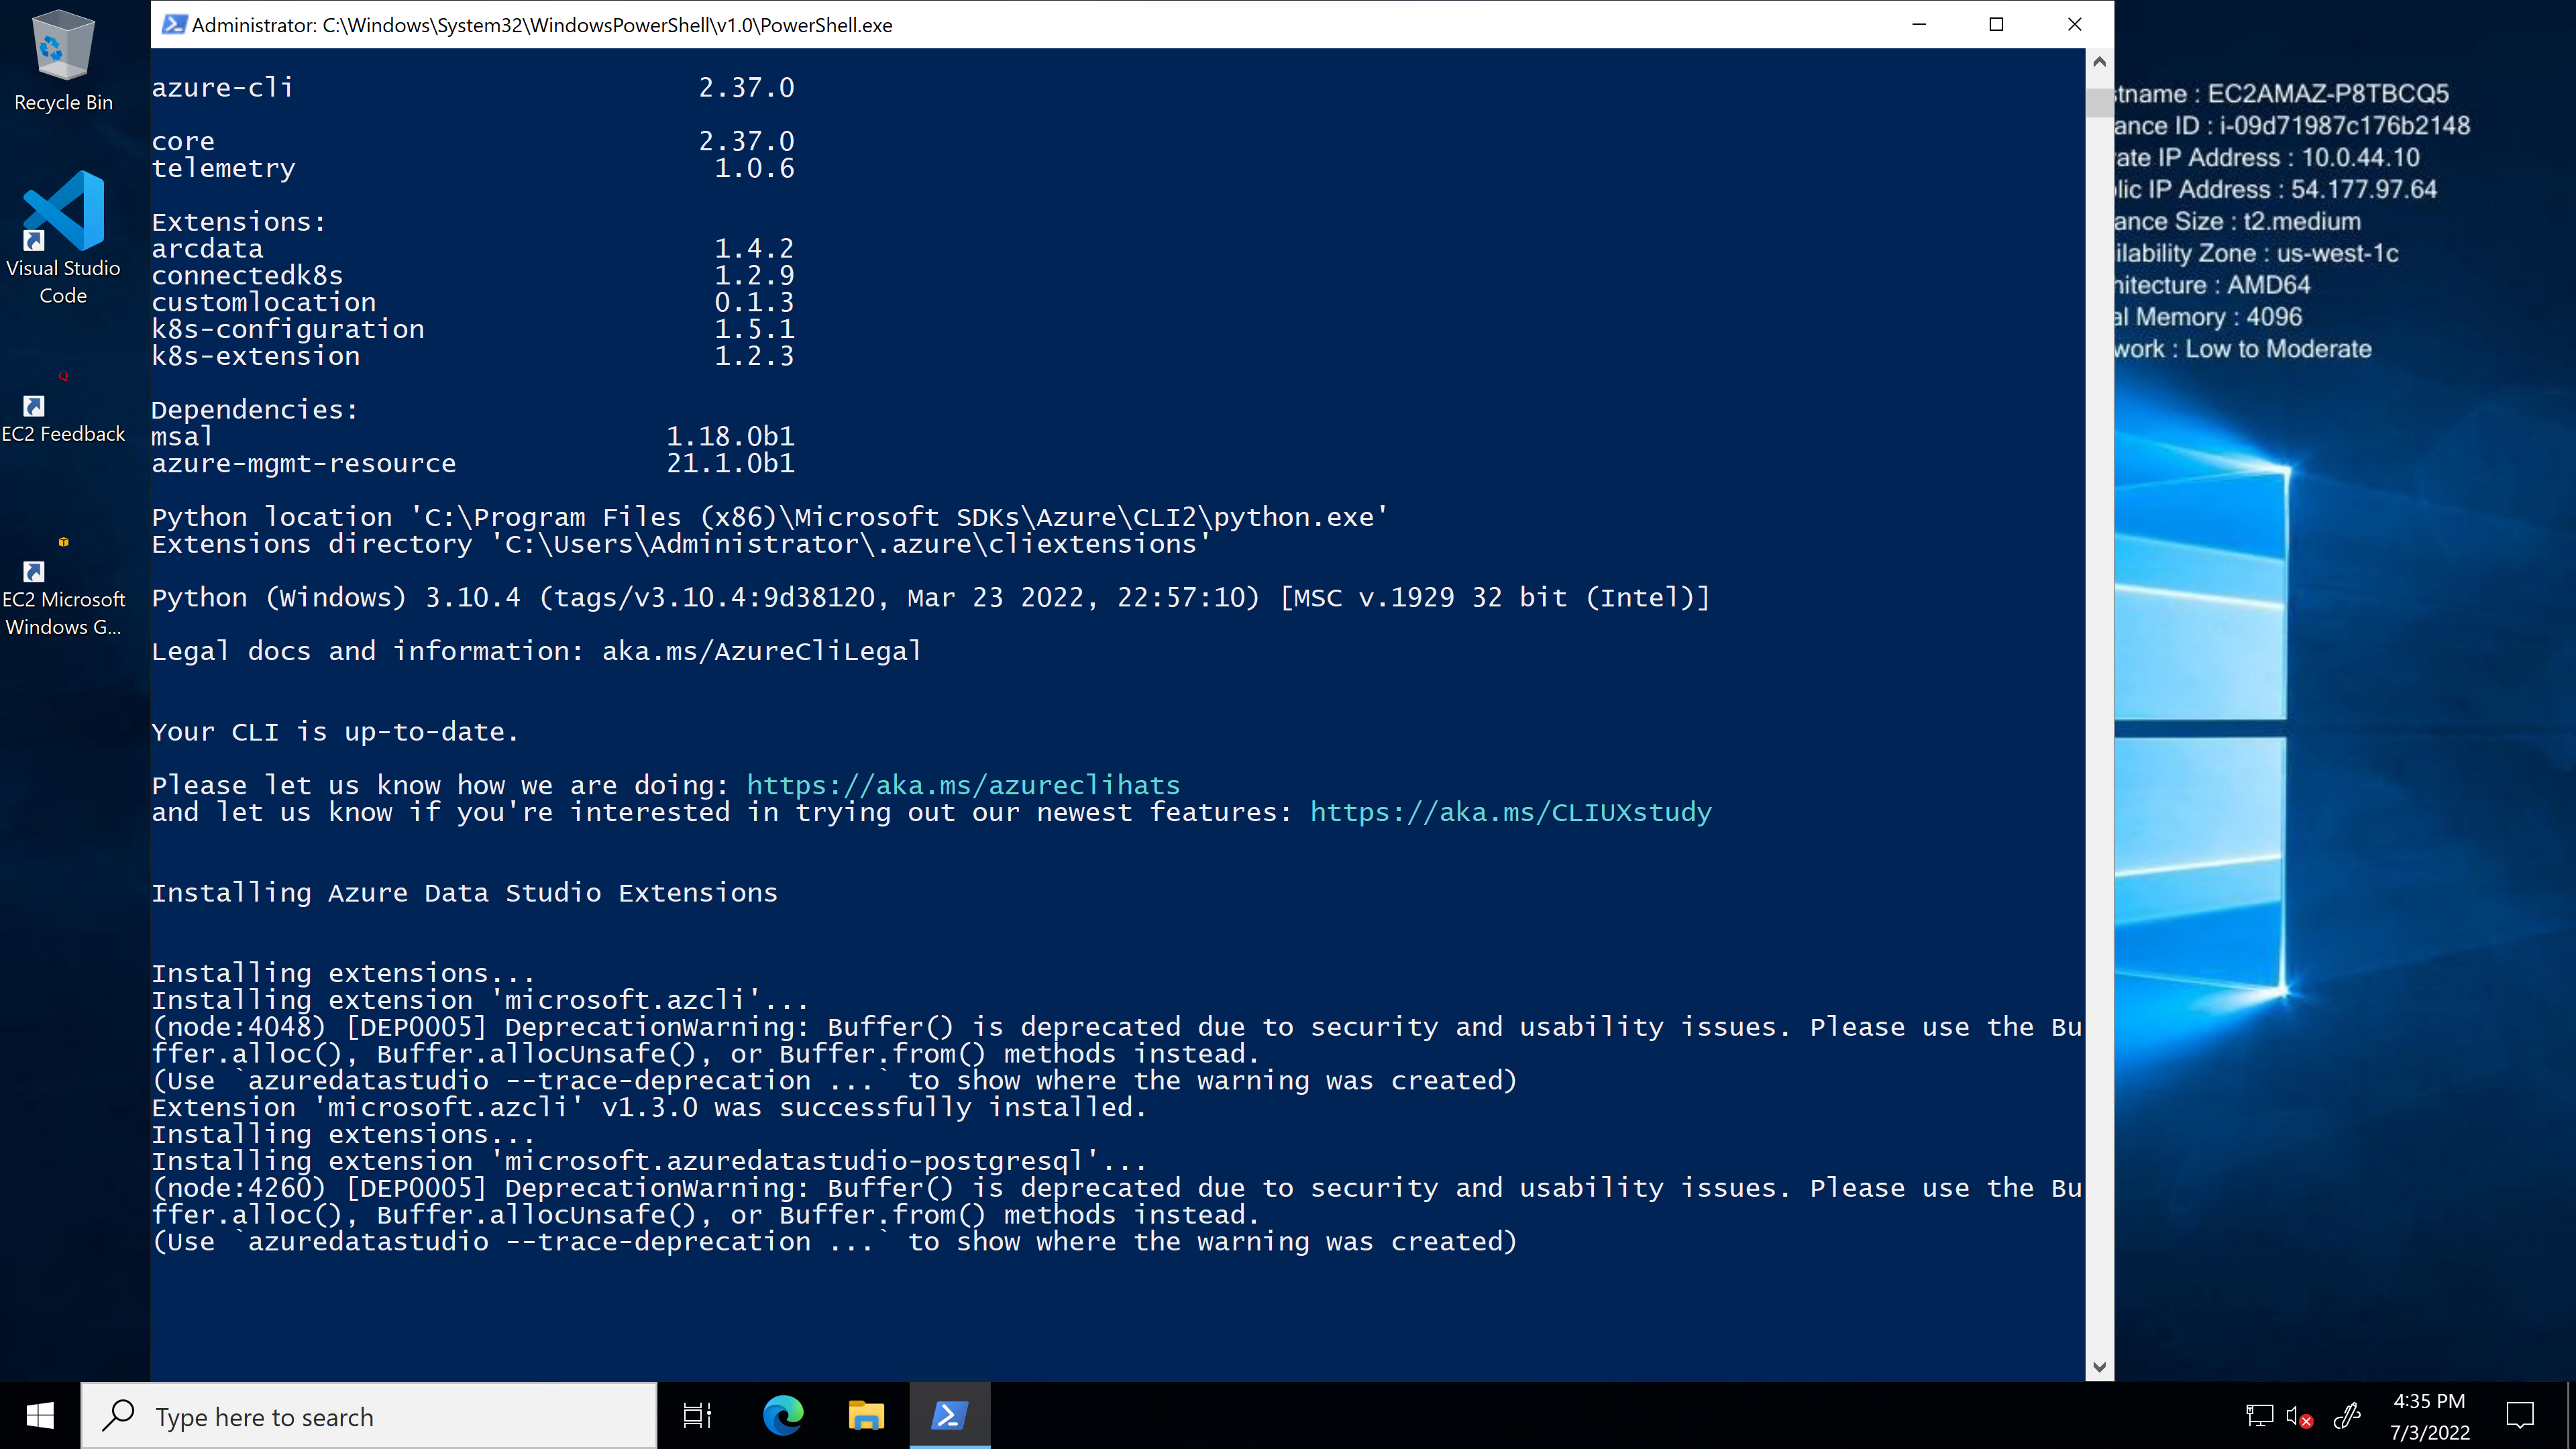 Administrator: C:\Windows\System32\WindowsPowerShell\v1.0\PowerShell.exe
Recycle Bin
Visual Studio
Code
EC2 Feedback
EC2 Microsoft
Windows G...
azure-cli 2.37.0
core 2.37.0
telemetry 1.0.6
Extensions:
arcdata 1.4.2
connectedk8s 1.2.9
customlocation 0.1.3
k8s-configuration 1.5.1
k8s-extension 1.2.3
Dependencies:
msal 1.18.0b1
azure-mgmt-resource 21.1.0b1
Python location 'C:\Program Files (x86)\Microsoft SDKs\Azure\CLI2\python.exe'
Extensions directory 'C:\Users\Administrator\.azure\cliextensions'
Python (Windows) 3.10.4 (tags/v3.10.4:9d38120, Mar 23 2022, 22:57:10) [MSC v.1929 32 bit (Intel)]
Legal docs and information: aka.ms/AzureCliLegal
Your CLI is up-to-date.
Please let us know how we are doing: https://aka.ms/azureclihats
and let us know if you're interested in trying out our newest features: https://aka.ms/CLIUXstudy
Installing Azure Data Studio Extensions
Installing extensions...
Installing extension 'microsoft.azcli'...
(node:4048) [DEP0005] DeprecationWarning: Buffer() is deprecated due to security and usability issues. Please use the Bu
ffer.alloc(), Buffer.allocUnsafe(), or Buffer.from() methods instead.
(Use `azuredatastudio --trace-deprecation ...` to show where the warning was created)
Extension 'microsoft.azcli' v1.3.0 was successfully installed.
Installing extensions...
Installing extension 'microsoft.azuredatastudio-postgresql'...
(node:4260) [DEP0005] DeprecationWarning: Buffer() is deprecated due to security and usability issues. Please use the Bu
ffer.alloc(), Buffer.allocUnsafe(), or Buffer.from() methods instead.
(Use `azuredatastudio --trace-deprecation ...` to show where the warning was created)
tname : EC2AMAZ-P8TBCQ5
ance ID : i-09d71987c176b2148
ate IP Address : 10.0.44.10
lic IP Address : 54.177.97.64
ance Size : t2.medium
ilability Zone : us-west-1c
hitecture : AMD64
al Memory : 4096
work : Low to Moderate
Type here to search
4:35 PM
7/3/2022